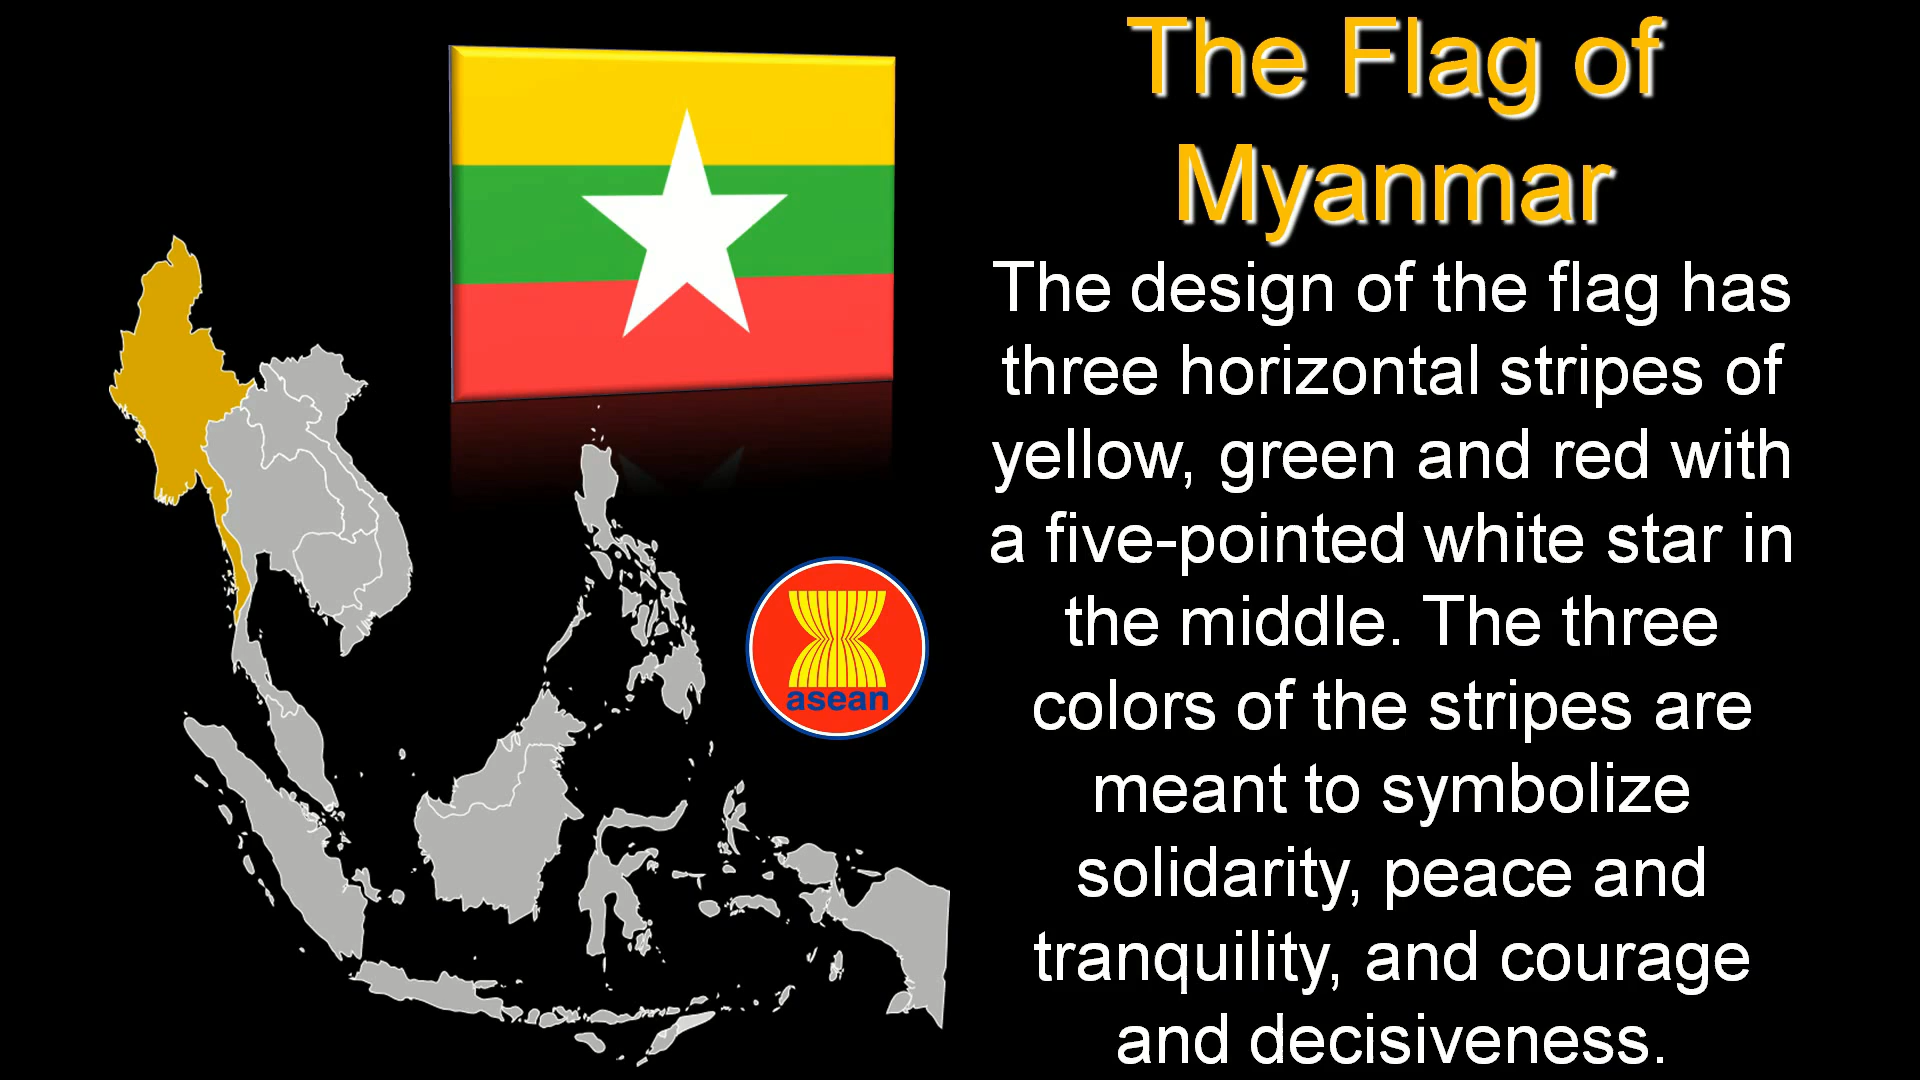 The Flag of
Myanmar
The design of the flag has
three horizontal stripes of
yellow, green and red with
a five-pointed white star in
the middle. The three
colors of the stripes are
meant to symbolize
solidarity, peace and
tranquility, and courage
and decisiveness.
asean